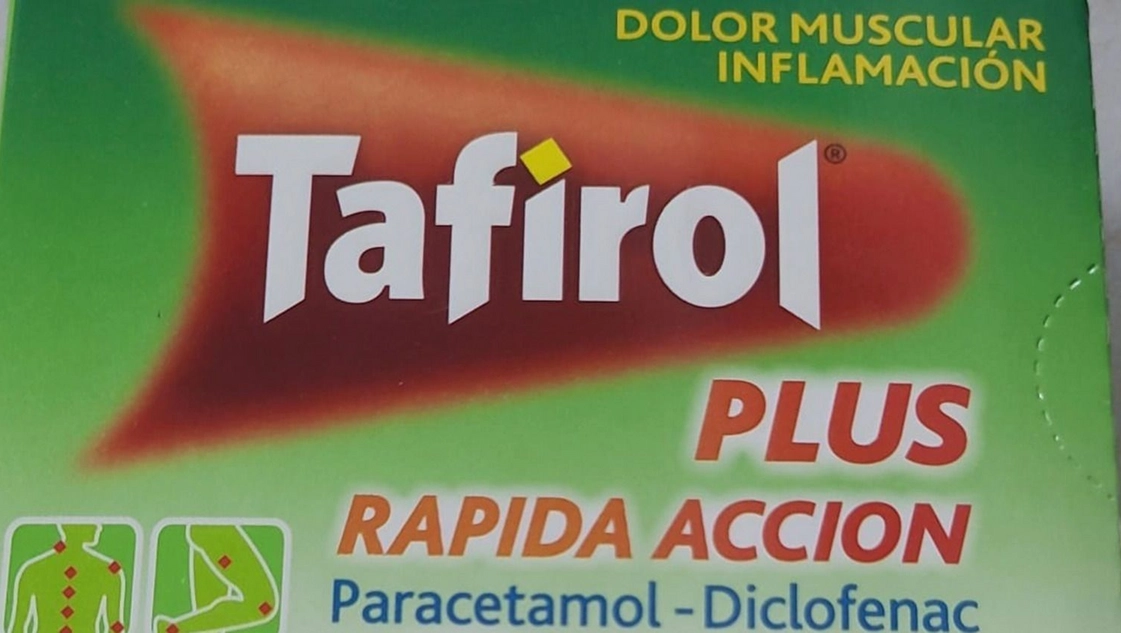 DOLOR MUSCULAR
INFLAMACIÓN
Tafirol®
PLUS
RAPIDA ACCION
Paracetamol - Diclofenac